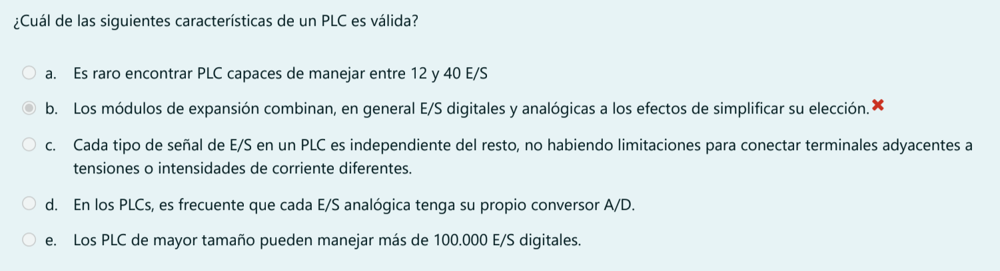 ¿Cuál de las siguientes características de un PLC es válida?
a. Es raro encontrar PLC capaces de manejar entre 12 y 40 E/S
b. Los módulos de expansión combinan, en general E/S digitales y analógicas a los efectos de simplificar su elección.
c. Cada tipo de señal de E/S en un PLC es independiente del resto, no habiendo limitaciones para conectar terminales adyacentes a
tensiones o intensidades de corriente diferentes.
d. En los PLCs, es frecuente que cada E/S analógica tenga su propio conversor A/D.
e. Los PLC de mayor tamaño pueden manejar más de 100.000 E/S digitales.